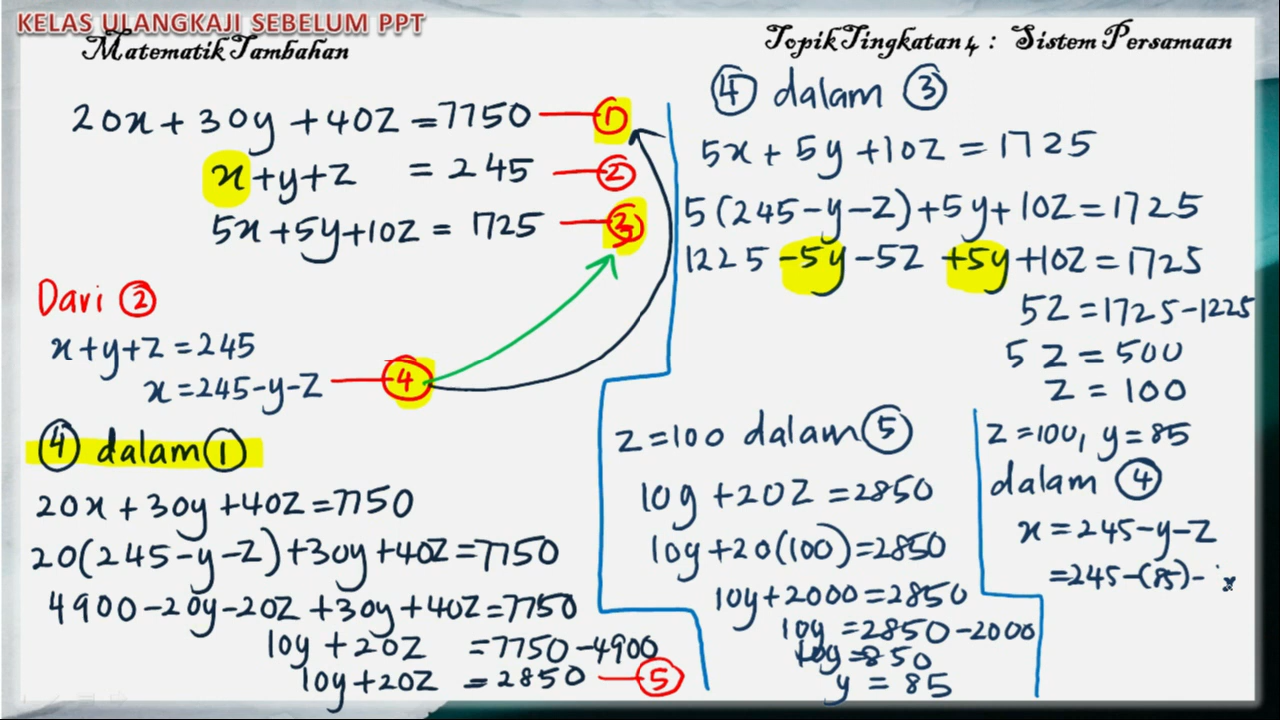 KELAS ULANGKAJI SEBELUM PPT
Matematik Tambahan
Topik Tingkatan 4 : Sistem Persamaan
20x + 30y + 40z = 7750 — ①
x + y + z = 245 — ②
5x + 5y + 10z = 1725 — ③
Dari ②
x + y + z = 245
x = 245 - y - z — ④
④ dalam ①
20x + 30y + 40z = 7750
20(245 - y - z) + 30y + 40z = 7750
4900 - 20y - 20z + 30y + 40z = 7750
10y + 20z = 7750 - 4900
10y + 20z = 2850 — ⑤
④ dalam ③
5x + 5y + 10z = 1725
5(245 - y - z) + 5y + 10z = 1725
1225 - 5y - 5z + 5y + 10z = 1725
5z = 1725 - 1225
5z = 500
z = 100
z = 100 dalam ⑤
10y + 20z = 2850
10y + 20(100) = 2850
10y + 2000 = 2850
10y = 2850 - 2000
10y = 850
y = 85
z = 100, y = 85
dalam ④
x = 245 - y - z
= 245 - (85) -